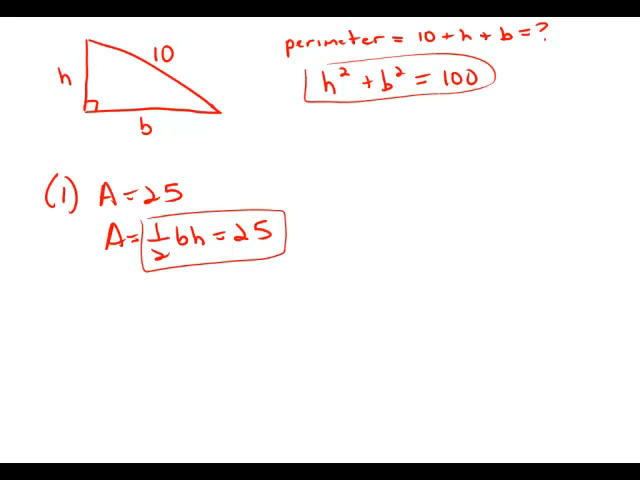 perimeter = 10 + h + b = ?
h² + b² = 100
10
h
b
(1) A = 25
A = 1/2 bh = 25